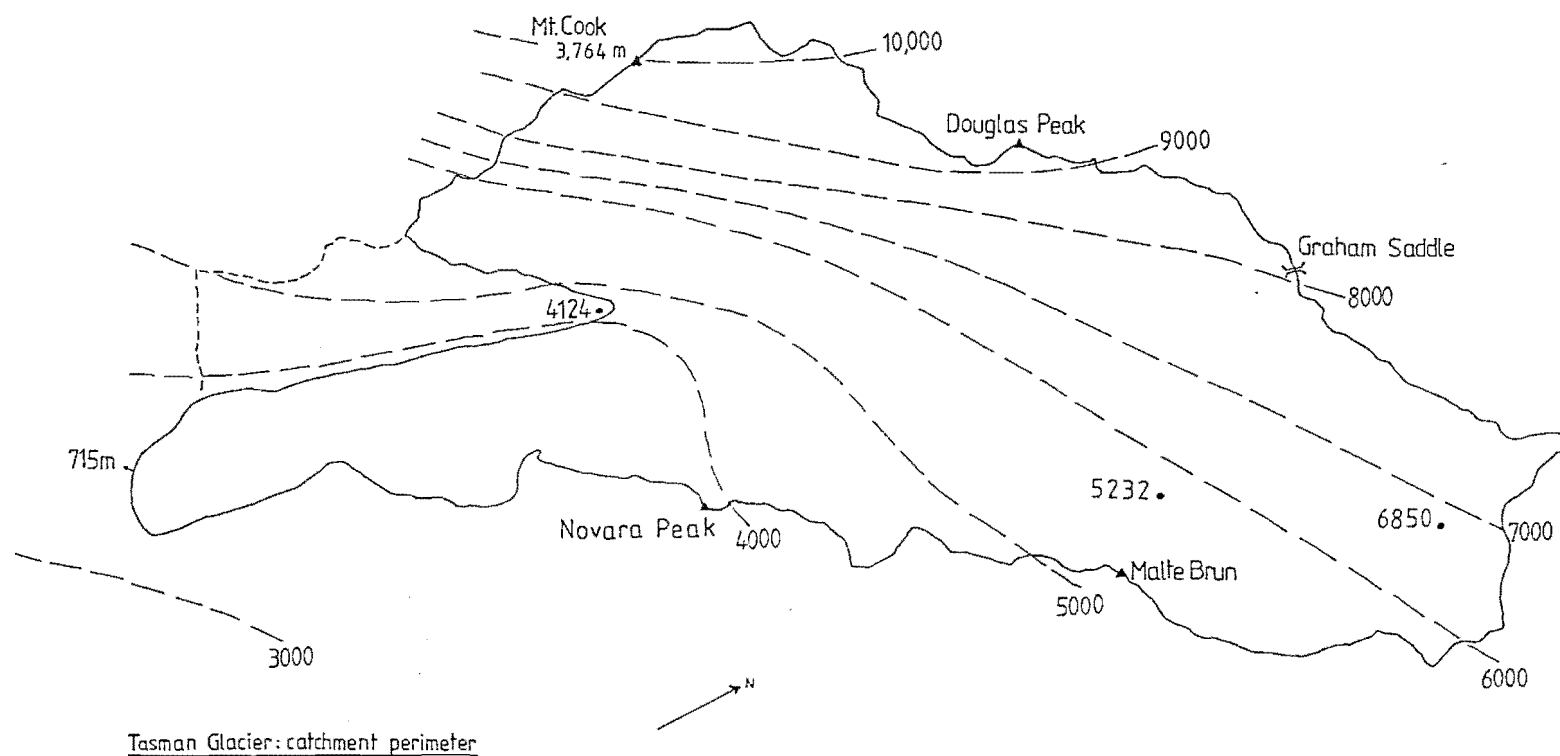 Mt. Cook
3,764 m
10,000
Douglas Peak
9000
Graham Saddle
8000
4124
715m
5232
6850
7000
Novara Peak
4000
Malte Brun
5000
3000
6000
N
Tasman Glacier: catchment perimeter